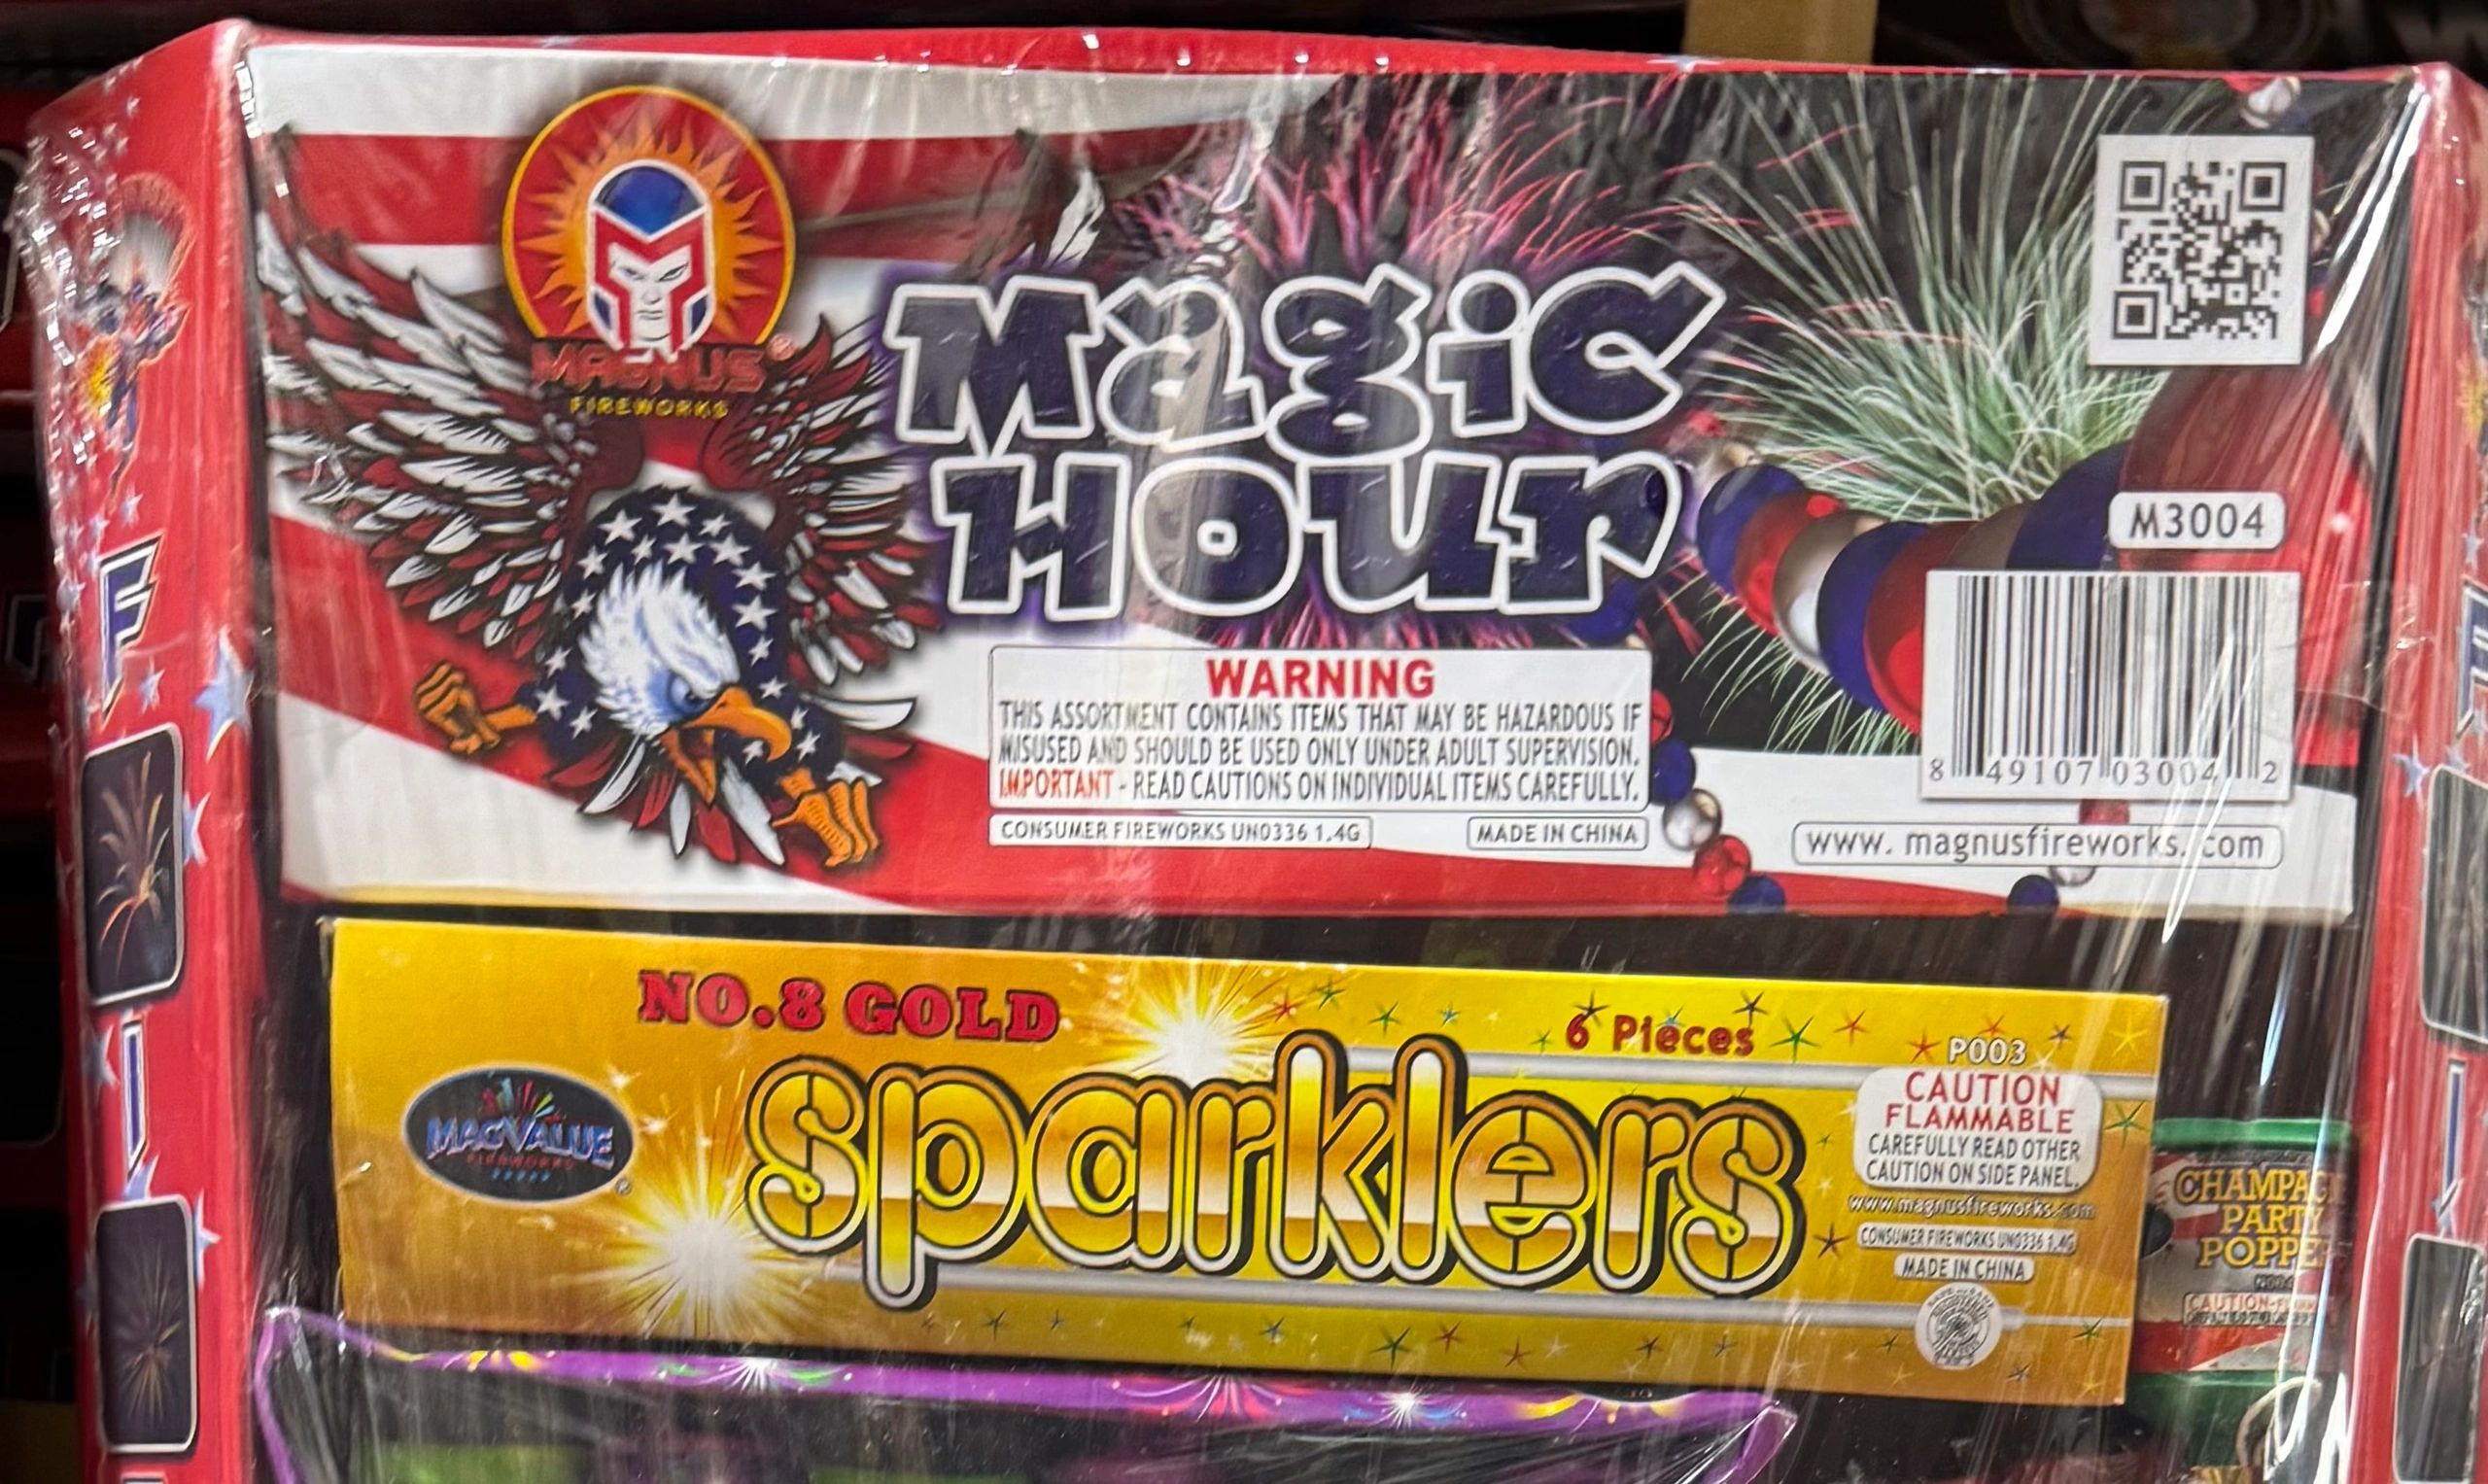 MAGNUS
FIREWORKS
Magic
Hour
M3004
WARNING
THIS ASSORTMENT CONTAINS ITEMS THAT MAY BE HAZARDOUS IF
MISUSED AND SHOULD BE USED ONLY UNDER ADULT SUPERVISION.
IMPORTANT - READ CAUTIONS ON INDIVIDUAL ITEMS CAREFULLY.
CONSUMER FIREWORKS UN0336 1.4G
MADE IN CHINA
8 49107 03004 2
www. magnusfireworks. com
F
I
NO.8 GOLD
6 Pieces
sparklers
MAGVALUE
FIREWORKS
P003
CAUTION
FLAMMABLE
CAREFULLY READ OTHER
CAUTION ON SIDE PANEL.
www.magnusfireworks.com
CONSUMER FIREWORKS UN0336 1.4G
MADE IN CHINA
CHAMPAG
PARTY
POPPE